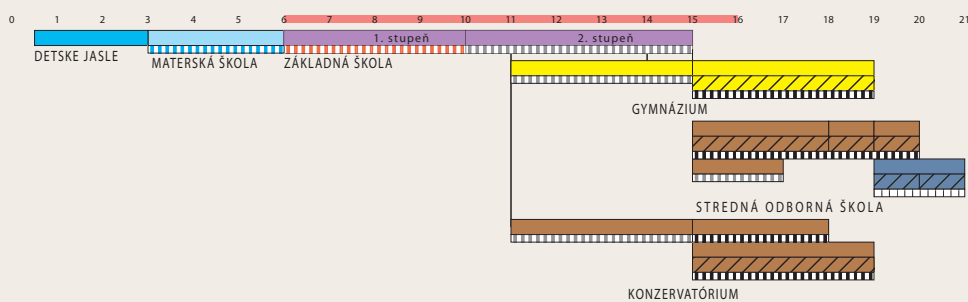 0 1 2 3 4 5 6 7 8 9 10 11 12 13 14 15 16 17 18 19 20 21
1. stupeň 2. stupeň
DETSKE JASLE MATERSKÁ ŠKOLA ZÁKLADNÁ ŠKOLA
GYMNÁZIUM
STREDNÁ ODBORNÁ ŠKOLA
KONZERVATÓRIUM